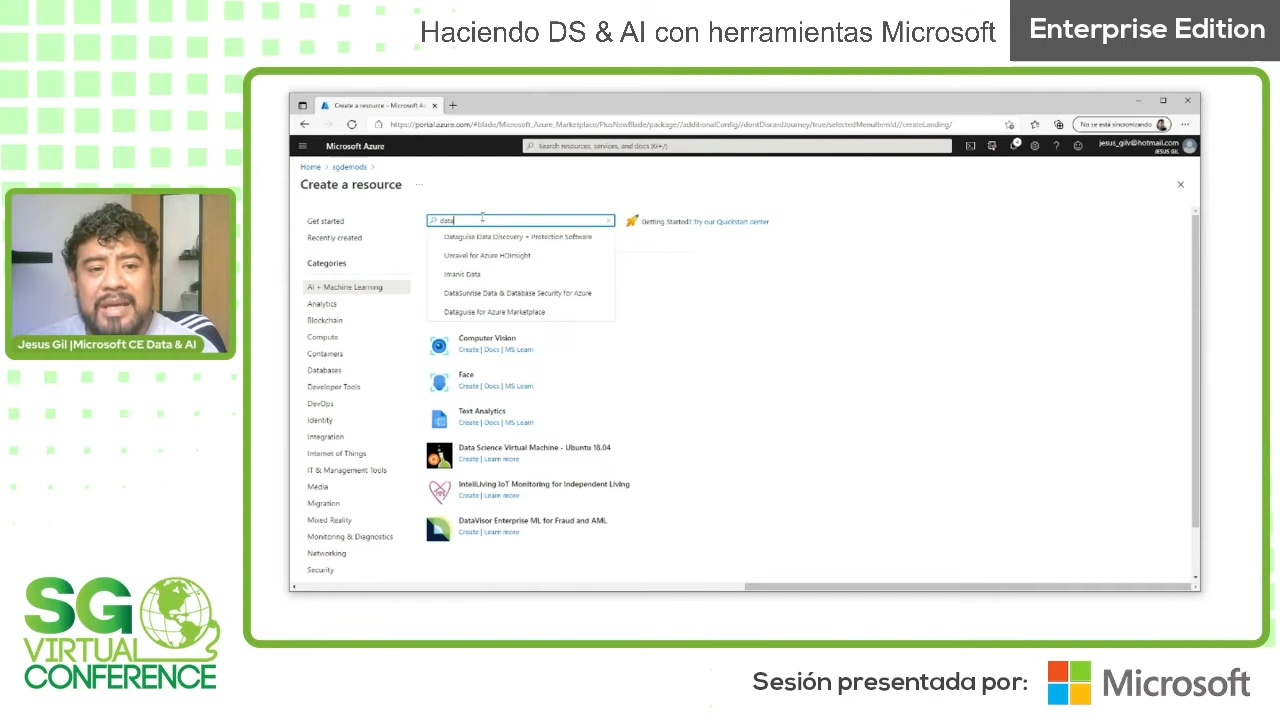 Haciendo DS & AI con herramientas Microsoft
Enterprise Edition
Create a resource - Microsoft Az
https://portal.azure.com/#blade/Microsoft_Azure_Marketplace/PlusNewBlade/package//additionalConfig//dontDiscardJourney/true/selectedMenuItemId//createLanding/
No se está sincronizando
Microsoft Azure
Search resources, services, and docs (G+/)
jesus_gilv@hotmail.com
JESUS GIL
Home > sgdemods >
Create a resource ...
Get started
Recently created
Categories
AI + Machine Learning
Analytics
Blockchain
Compute
Containers
Databases
Developer Tools
DevOps
Identity
Integration
Internet of Things
IT & Management Tools
Media
Migration
Mixed Reality
Monitoring & Diagnostics
Networking
Security
data
Getting Started? Try our Quickstart center
Dataguise Data Discovery + Protection Software
Unravel for Azure HDInsight
Imanis Data
DataSunrise Data & Database Security for Azure
Dataguise for Azure Marketplace
Computer Vision
Create | Docs | MS Learn
Face
Create | Docs | MS Learn
Text Analytics
Create | Docs | MS Learn
Data Science Virtual Machine - Ubuntu 18.04
Create | Learn more
InteliLiving IoT Monitoring for Independent Living
Create | Learn more
DataVisor Enterprise ML for Fraud and AML
Create | Learn more
Jesus Gil |Microsoft CE Data & AI
SG
VIRTUAL
CONFERENCE
Sesión presentada por:
Microsoft